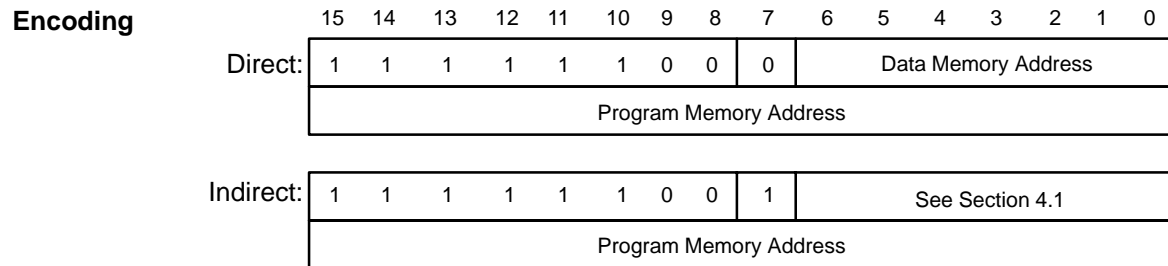 Encoding 15 14 13 12 11 10 9 8 7 6 5 4 3 2 1 0
Direct: 1 1 1 1 1 1 0 0 0 Data Memory Address
Program Memory Address
Indirect: 1 1 1 1 1 1 0 0 1 See Section 4.1
Program Memory Address